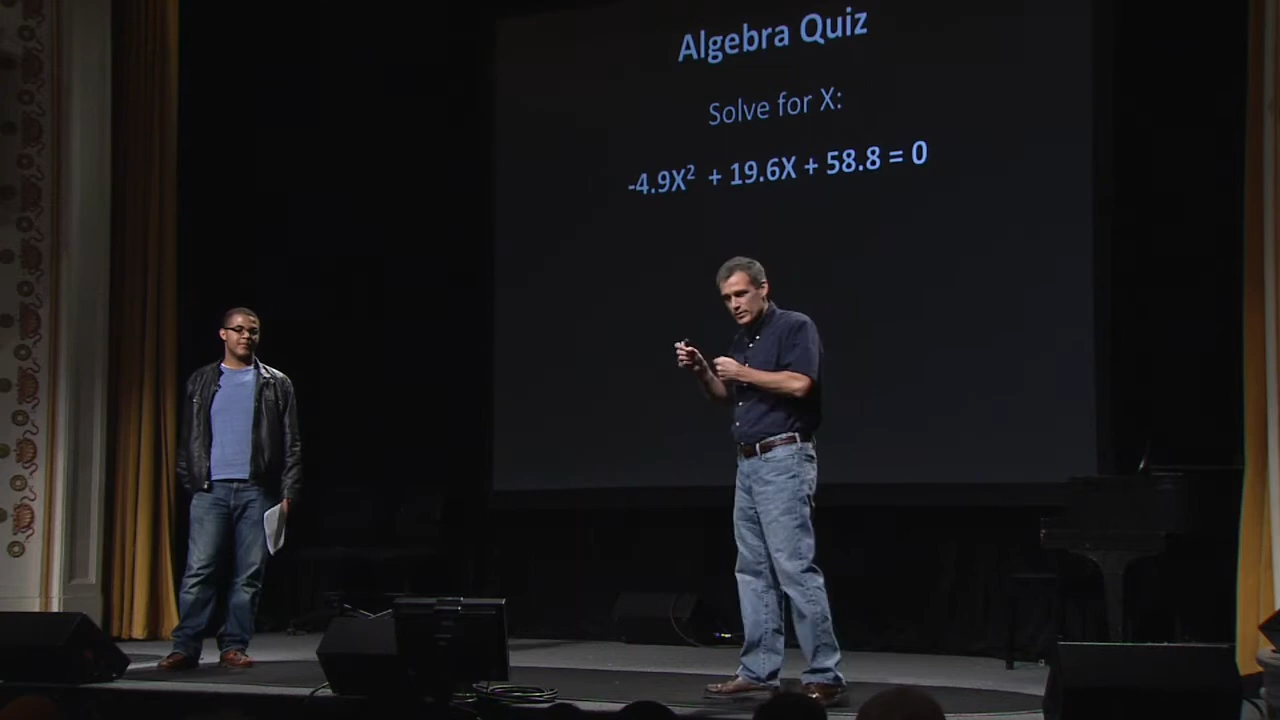 Algebra Quiz
Solve for X:
-4.9X² + 19.6X + 58.8 = 0